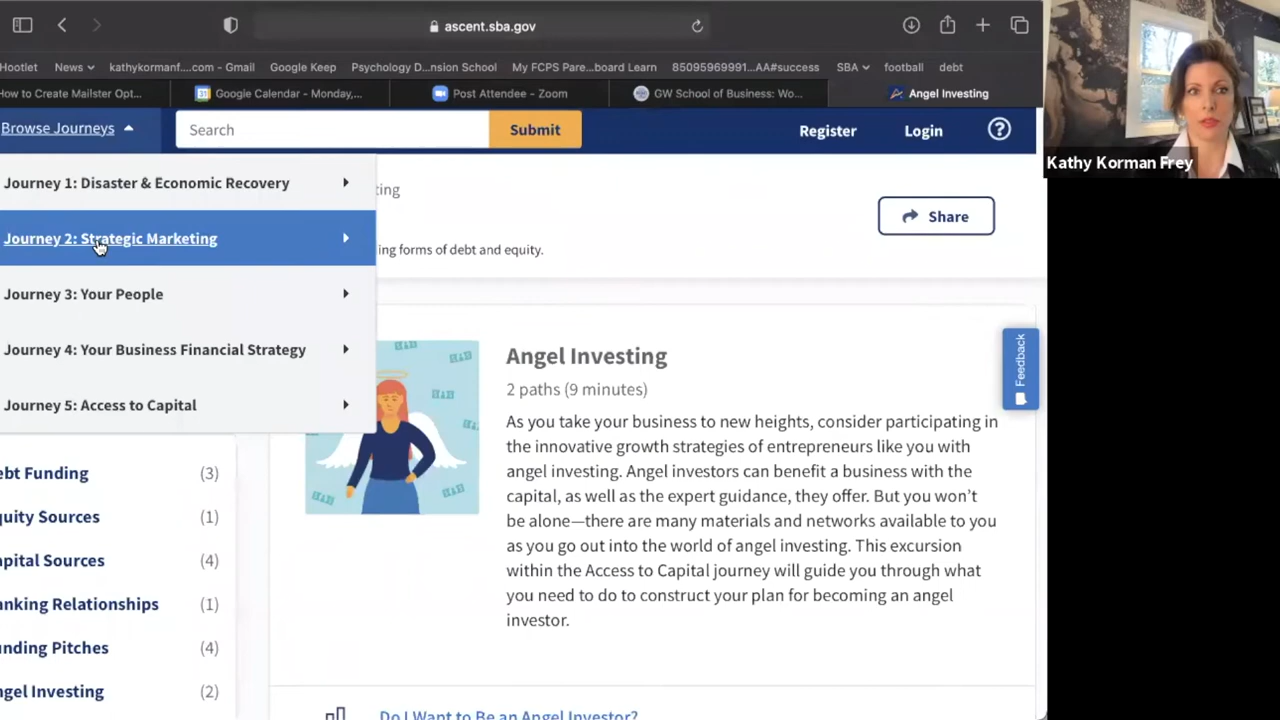 ascent.sba.gov
Hootlet News kathykormanf....com - Gmail Google Keep Psychology D...nsion School My FCPS Pare...board Learn 85095969991...AA#success SBA football debt
How to Create Mailster Opt... Google Calendar - Monday,... Post Attendee – Zoom GW School of Business: Wo... Angel Investing
Browse Journeys Search Submit Register Login ?
Journey 1: Disaster & Economic Recovery
ting
Journey 2: Strategic Marketing
Share
ing forms of debt and equity.
Journey 3: Your People
Journey 4: Your Business Financial Strategy
Journey 5: Access to Capital
ebt Funding (3)
quity Sources (1)
apital Sources (4)
anking Relationships (1)
unding Pitches (4)
ngel Investing (2)
Angel Investing
2 paths (9 minutes)
As you take your business to new heights, consider participating in
the innovative growth strategies of entrepreneurs like you with
angel investing. Angel investors can benefit a business with the
capital, as well as the expert guidance, they offer. But you won’t
be alone—there are many materials and networks available to you
as you go out into the world of angel investing. This excursion
within the Access to Capital journey will guide you through what
you need to do to construct your plan for becoming an angel
investor.
Do I Want to Be an Angel Investor?
Feedback
Kathy Korman Frey